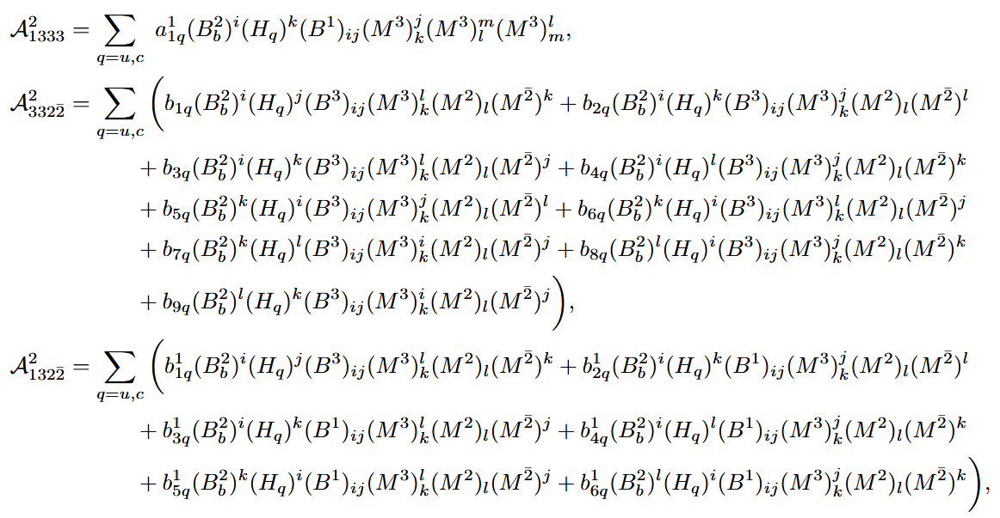 $\mathcal{A}^2_{1333} = \sum_{q=u,c} a^1_{1q}(B^2_b)^i(H_q)^k(B^1)_{ij}(M^3)^j_k(M^3)^m_l(M^3)^l_m,$
$\mathcal{A}^2_{332\bar{2}} = \sum_{q=u,c} \Big( b_{1q}(B^2_b)^i(H_q)^j(B^3)_{ij}(M^3)^l_k(M^2)_l(M^{\bar{2}})^k + b_{2q}(B^2_b)^i(H_q)^k(B^3)_{ij}(M^3)^j_k(M^2)_l(M^{\bar{2}})^l$
$+ b_{3q}(B^2_b)^i(H_q)^k(B^3)_{ij}(M^3)^l_k(M^2)_l(M^{\bar{2}})^j + b_{4q}(B^2_b)^i(H_q)^l(B^3)_{ij}(M^3)^j_k(M^2)_l(M^{\bar{2}})^k$
$+ b_{5q}(B^2_b)^k(H_q)^i(B^3)_{ij}(M^3)^j_k(M^2)_l(M^{\bar{2}})^l + b_{6q}(B^2_b)^k(H_q)^i(B^3)_{ij}(M^3)^l_k(M^2)_l(M^{\bar{2}})^j$
$+ b_{7q}(B^2_b)^k(H_q)^l(B^3)_{ij}(M^3)^i_k(M^2)_l(M^{\bar{2}})^j + b_{8q}(B^2_b)^l(H_q)^i(B^3)_{ij}(M^3)^j_k(M^2)_l(M^{\bar{2}})^k$
$+ b_{9q}(B^2_b)^l(H_q)^k(B^3)_{ij}(M^3)^i_k(M^2)_l(M^{\bar{2}})^j \Big),$
$\mathcal{A}^2_{132\bar{2}} = \sum_{q=u,c} \Big( b^1_{1q}(B^2_b)^i(H_q)^j(B^3)_{ij}(M^3)^l_k(M^2)_l(M^{\bar{2}})^k + b^1_{2q}(B^2_b)^i(H_q)^k(B^1)_{ij}(M^3)^j_k(M^2)_l(M^{\bar{2}})^l$
$+ b^1_{3q}(B^2_b)^i(H_q)^k(B^1)_{ij}(M^3)^l_k(M^2)_l(M^{\bar{2}})^j + b^1_{4q}(B^2_b)^i(H_q)^l(B^1)_{ij}(M^3)^j_k(M^2)_l(M^{\bar{2}})^k$
$+ b^1_{5q}(B^2_b)^k(H_q)^i(B^1)_{ij}(M^3)^l_k(M^2)_l(M^{\bar{2}})^j + b^1_{6q}(B^2_b)^l(H_q)^i(B^1)_{ij}(M^3)^j_k(M^2)_l(M^{\bar{2}})^k \Big),$